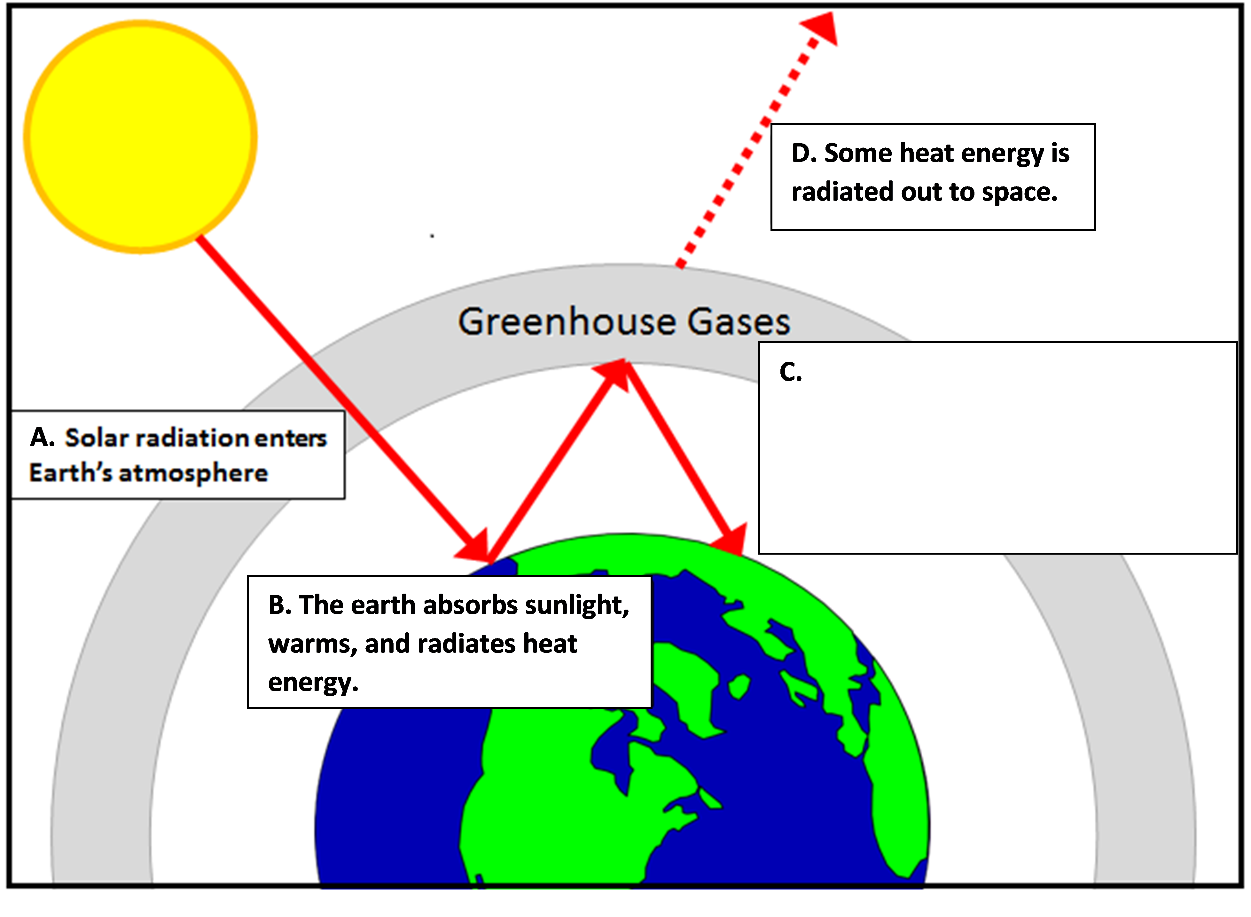 D. Some heat energy is
radiated out to space.
Greenhouse Gases
C.
A. Solar radiation enters
Earth's atmosphere
B. The earth absorbs sunlight,
warms, and radiates heat
energy.